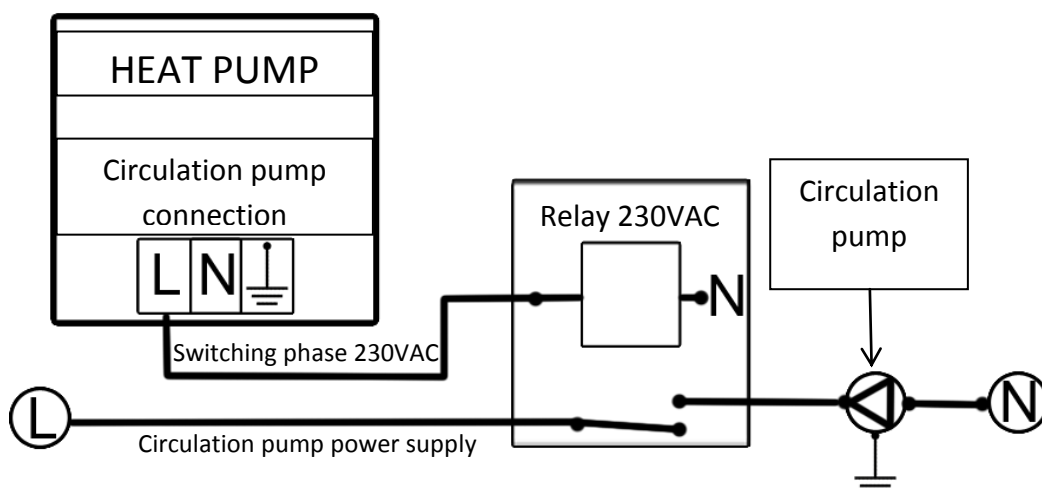 HEAT PUMP
Circulation pump
connection
L N
Switching phase 230VAC
Relay 230VAC
N
Circulation
pump
L
Circulation pump power supply
N